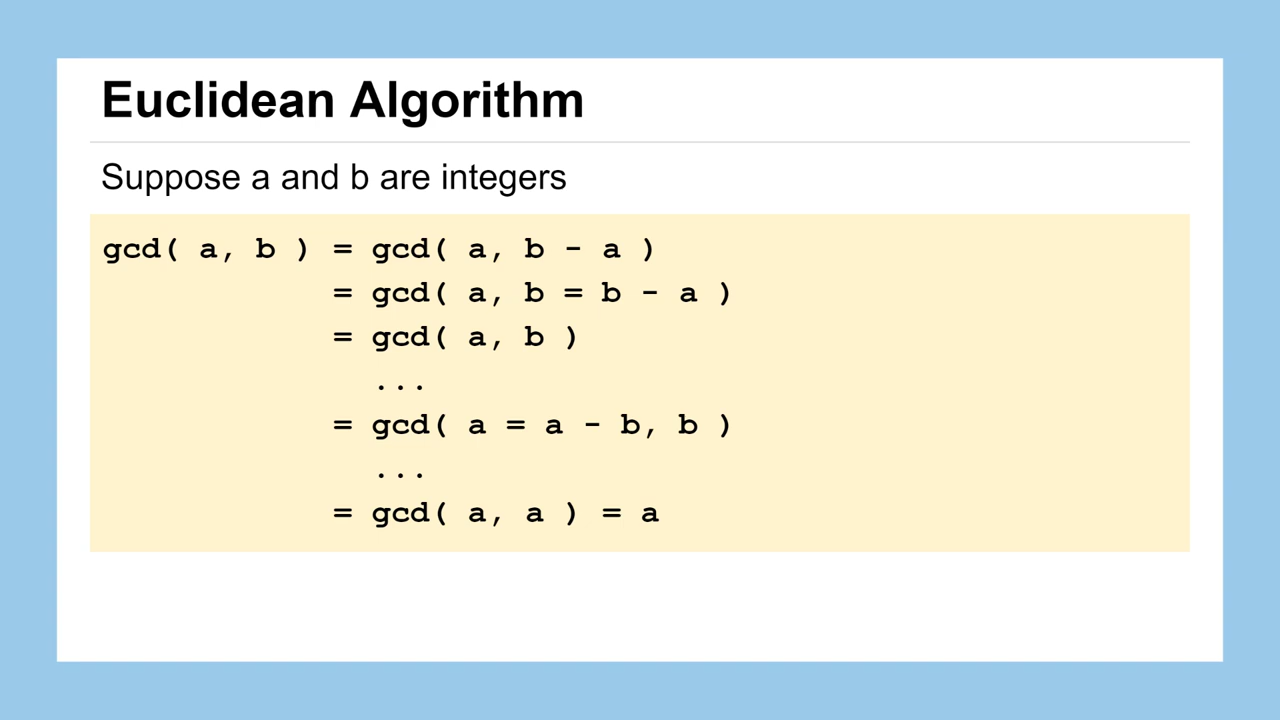 Euclidean Algorithm
Suppose a and b are integers
gcd( a, b ) = gcd( a, b - a )
= gcd( a, b = b - a )
= gcd( a, b )
...
= gcd( a = a - b, b )
...
= gcd( a, a ) = a